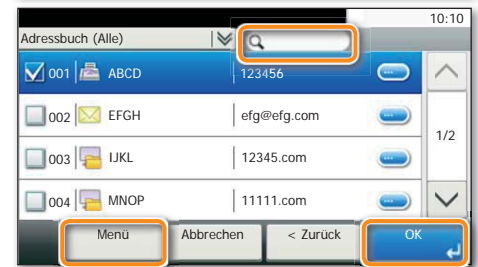 10:10
Adressbuch (Alle)
001 ABCD 123456
002 EFGH efg@efg.com
003 IJKL 12345.com
004 MNOP 11111.com
1/2
Menü Abbrechen < Zurück OK